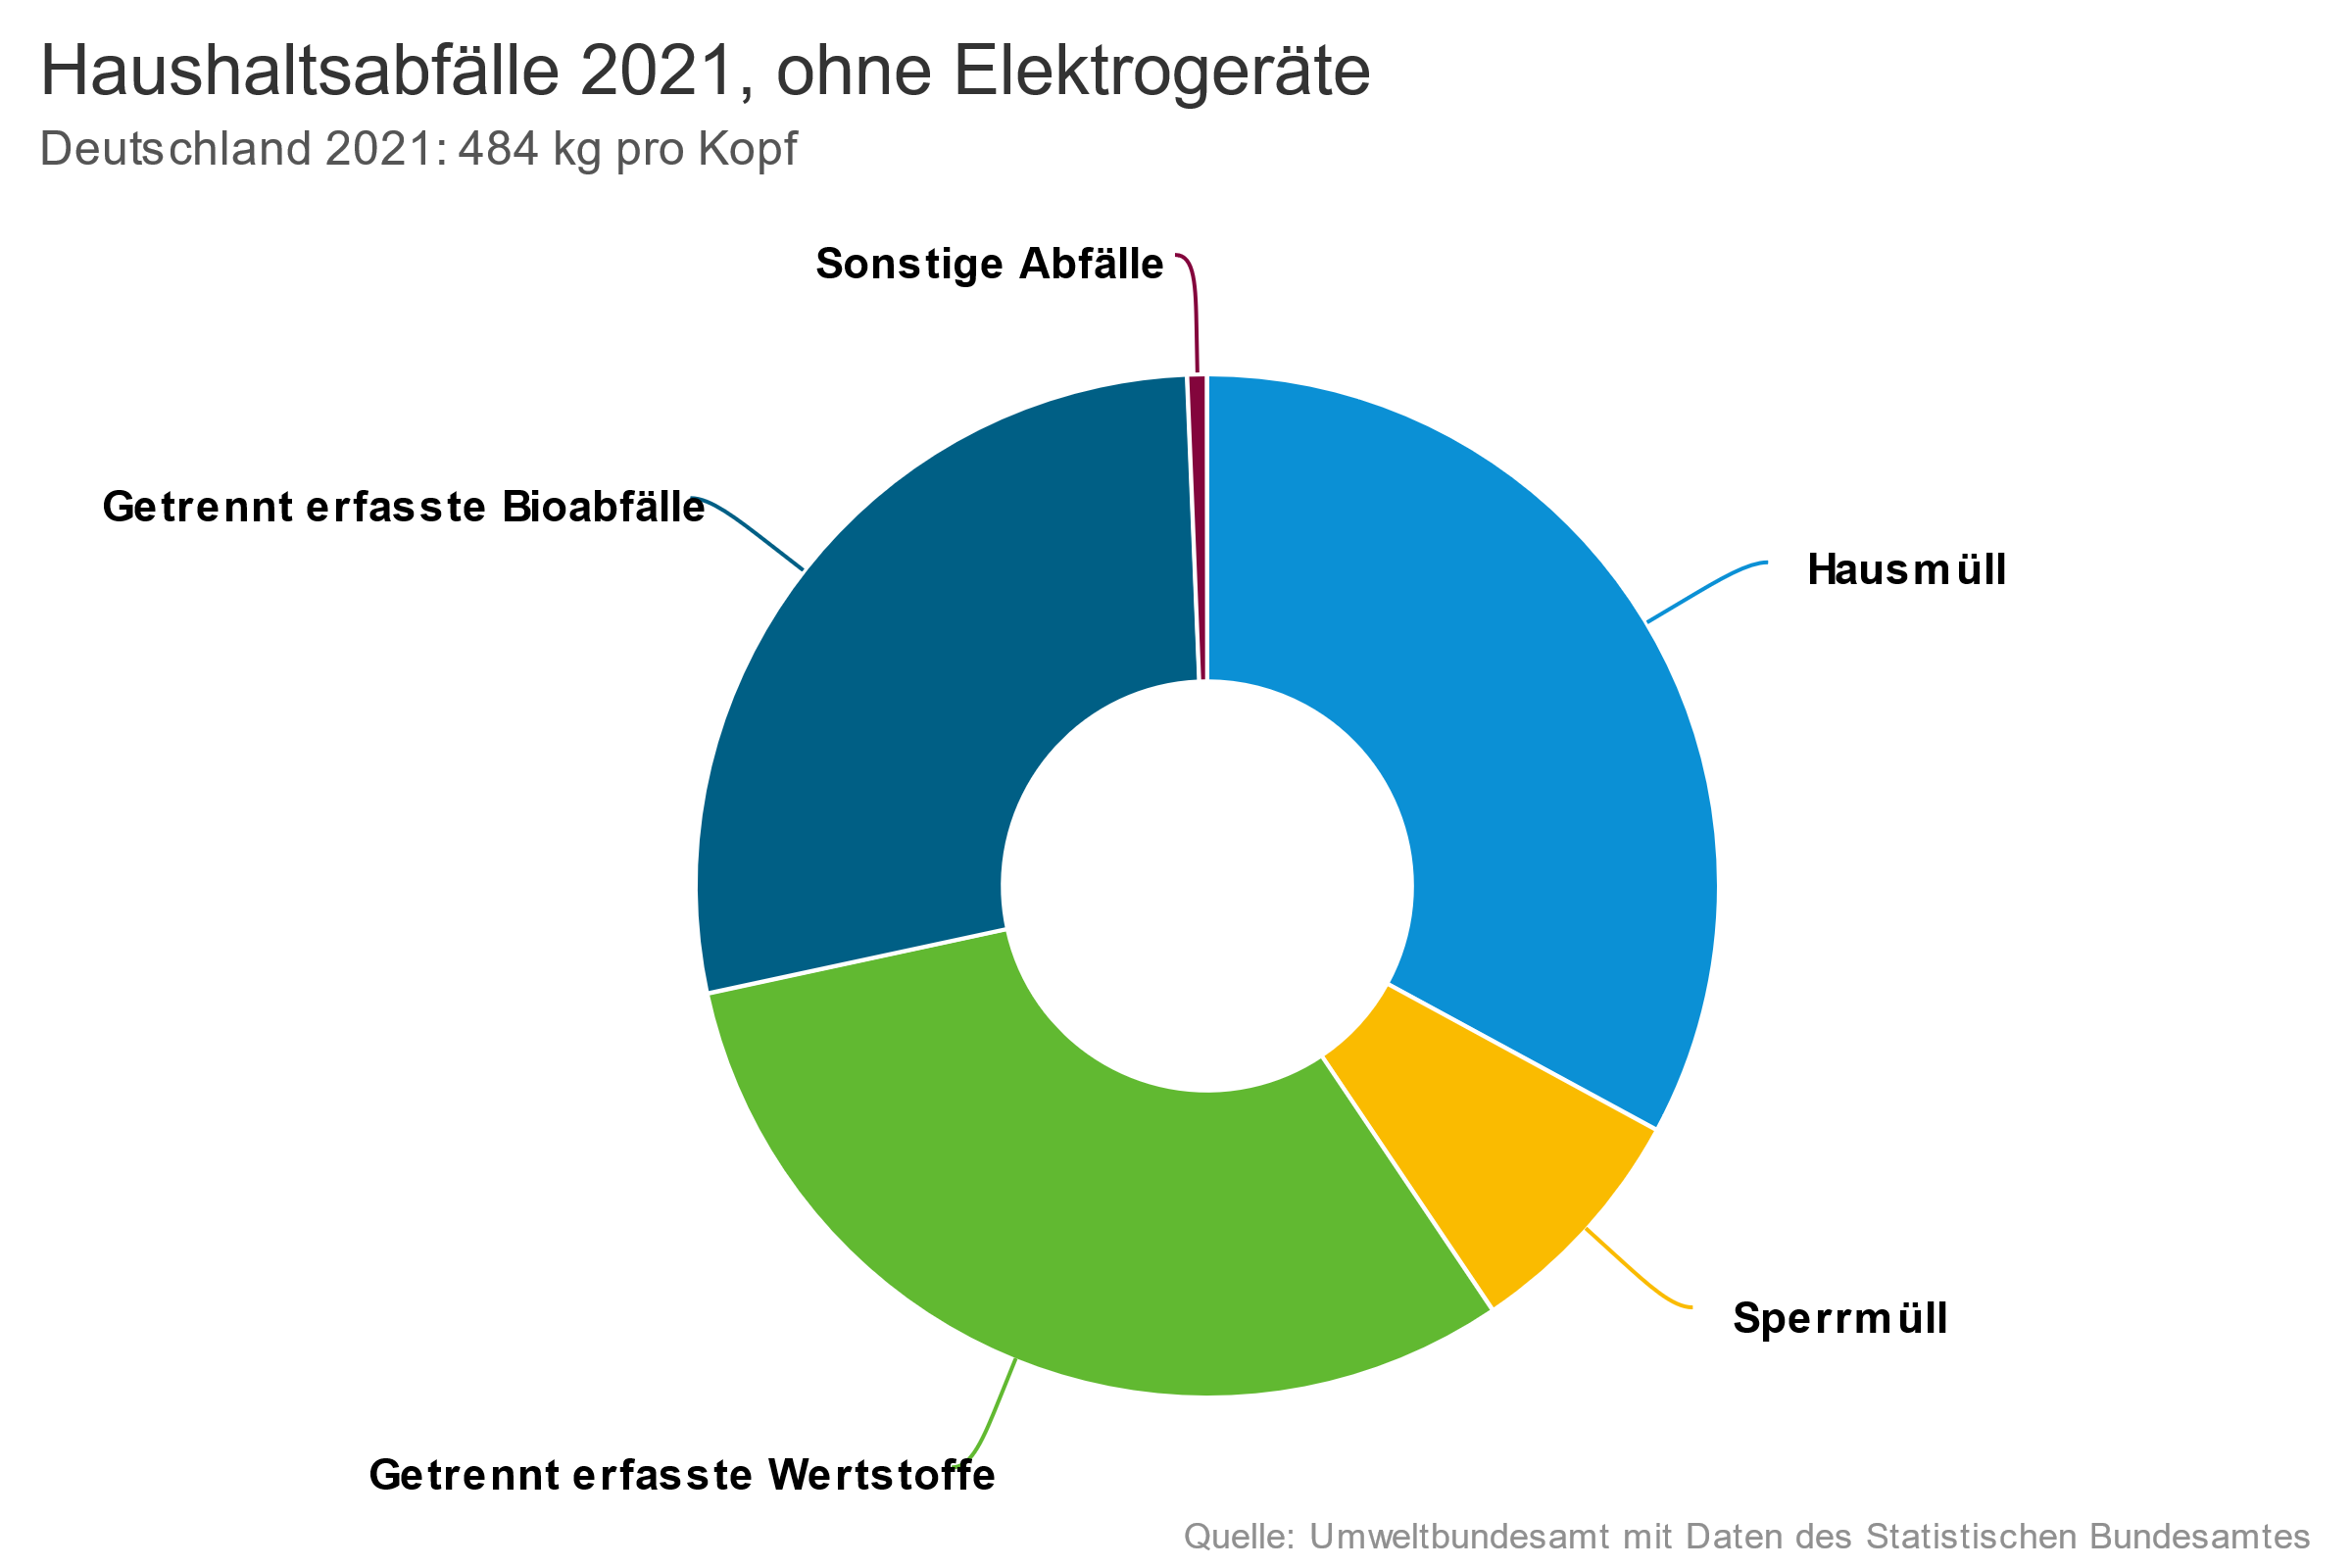 Haushaltsabfälle 2021, ohne Elektrogeräte
Deutschland 2021: 484 kg pro Kopf
Sonstige Abfälle
Getrennt erfasste Bioabfälle
Hausmüll
Sperrmüll
Getrennt erfasste Wertstoffe
Quelle: Umweltbundesamt mit Daten des Statistischen Bundesamtes